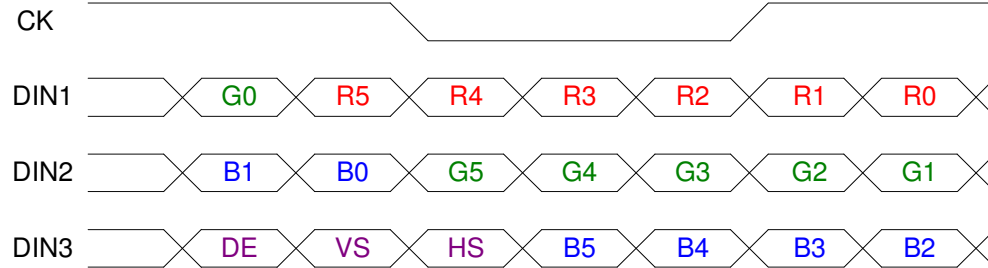 CK
DIN1 G0 R5 R4 R3 R2 R1 R0
DIN2 B1 B0 G5 G4 G3 G2 G1
DIN3 DE VS HS B5 B4 B3 B2